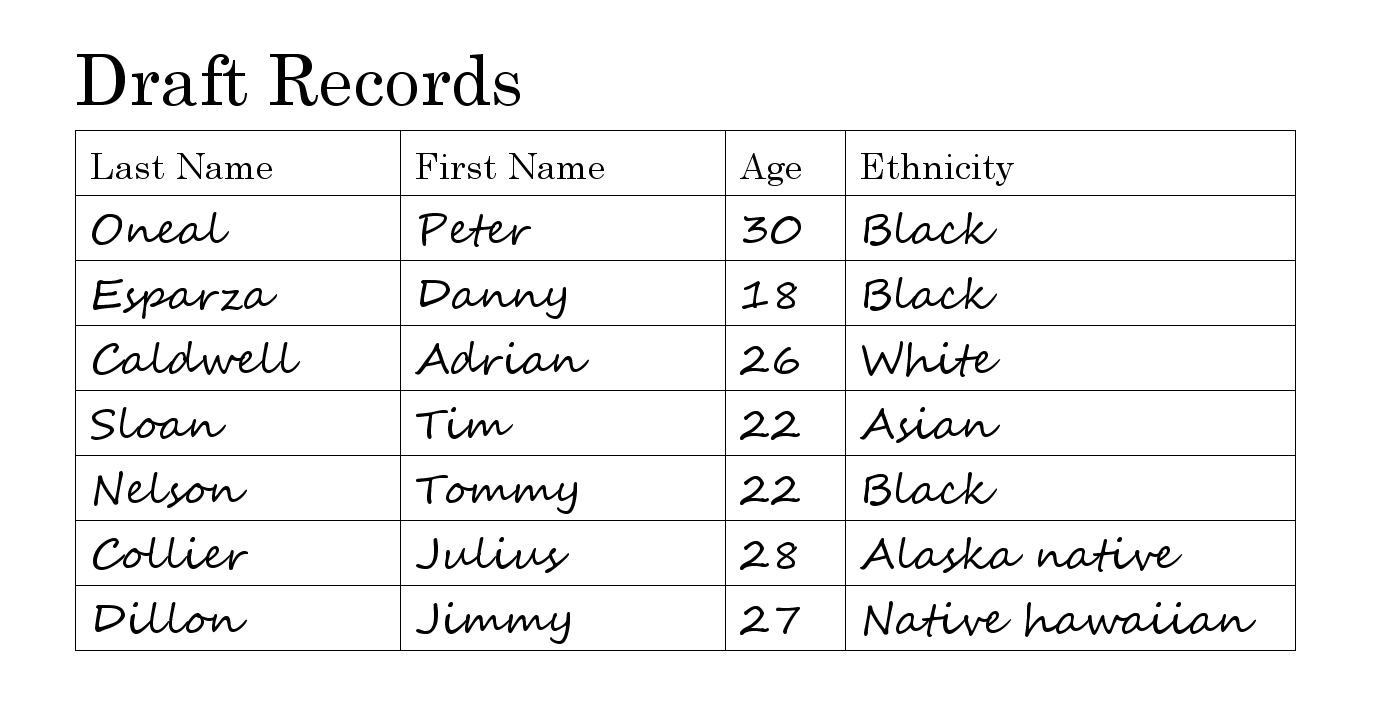 Draft Records
Last Name First Name Age Ethnicity
Oneal Peter 30 Black
Esparza Danny 18 Black
Caldwell Adrian 26 White
Sloan Tim 22 Asian
Nelson Tommy 22 Black
Collier Julius 28 Alaska native
Dillon Jimmy 27 Native hawaiian